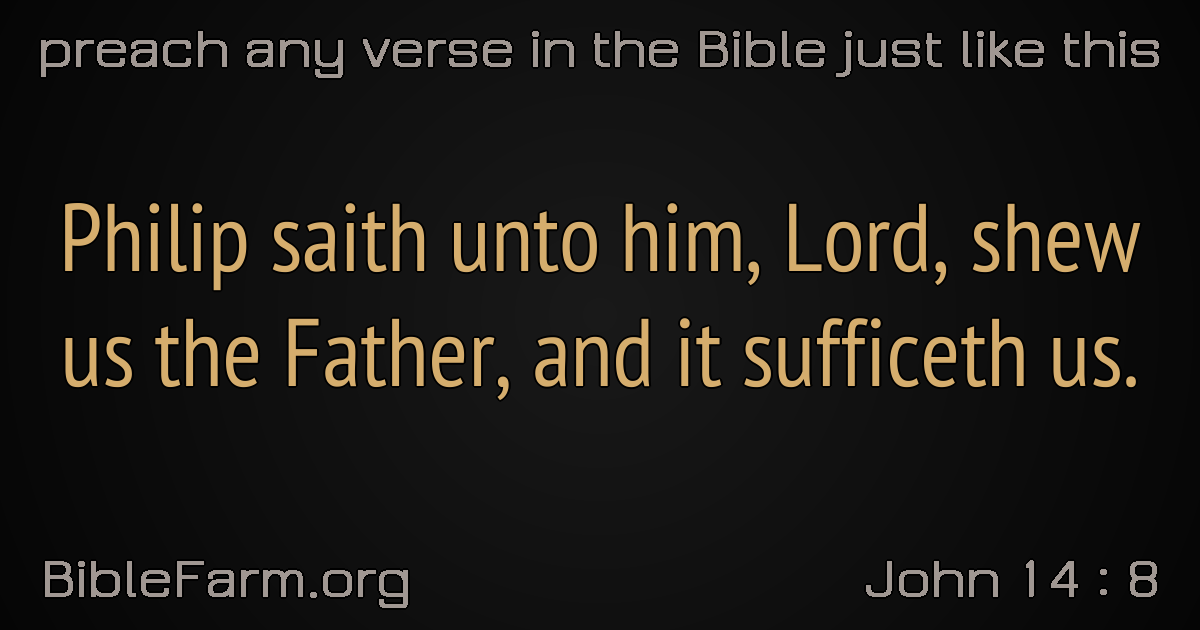 preach any verse in the Bible just like this
Philip saith unto him, Lord, shew
us the Father, and it sufficeth us.
BibleFarm.org
John 14 : 8